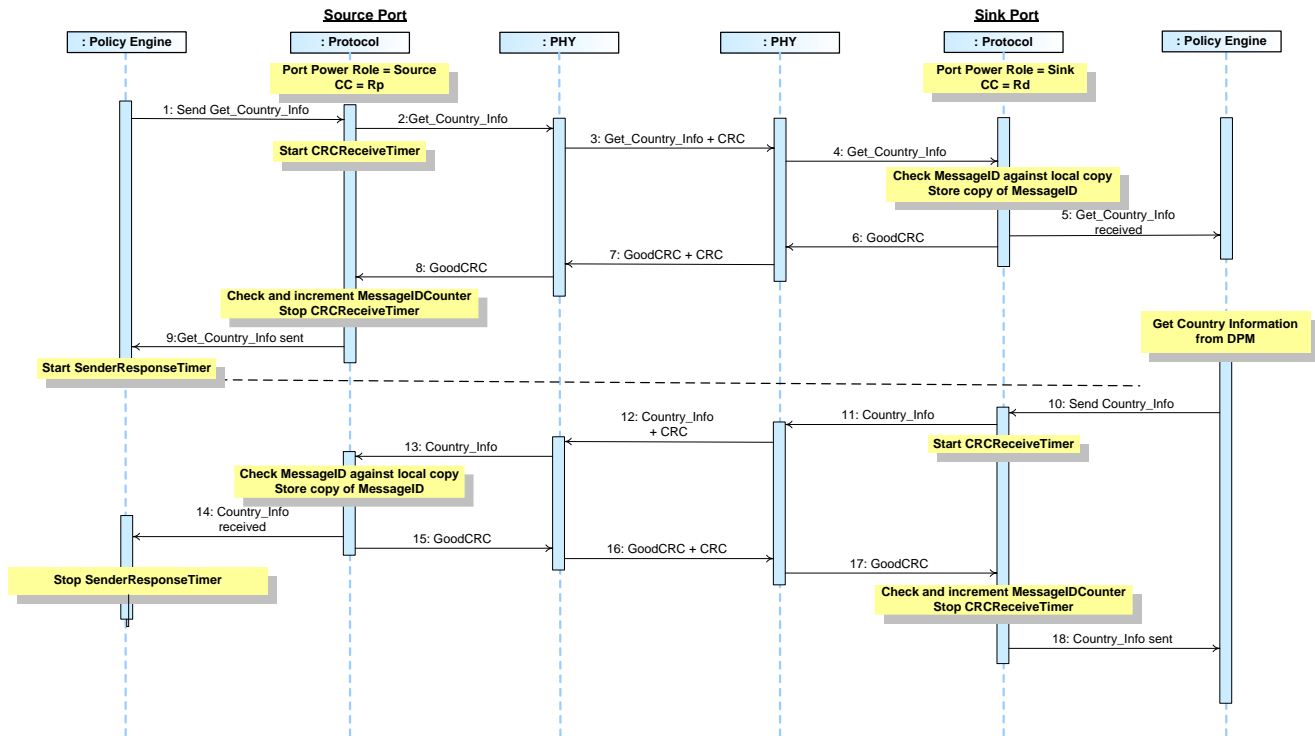 Source Port
Sink Port
: Policy Engine
: Protocol
: PHY
: PHY
: Protocol
: Policy Engine
Port Power Role = Source
CC = Rp
Port Power Role = Sink
CC = Rd
1: Send Get_Country_Info
2:Get_Country_Info
Start CRCReceiveTimer
3: Get_Country_Info + CRC
4: Get_Country_Info
Check MessageID against local copy
Store copy of MessageID
5: Get_Country_Info
received
6: GoodCRC
7: GoodCRC + CRC
8: GoodCRC
Check and increment MessageIDCounter
Stop CRCReceiveTimer
9:Get_Country_Info sent
Get Country Information
from DPM
Start SenderResponseTimer
10: Send Country_Info
11: Country_Info
Start CRCReceiveTimer
12: Country_Info
+ CRC
13: Country_Info
Check MessageID against local copy
Store copy of MessageID
14: Country_Info
received
15: GoodCRC
16: GoodCRC + CRC
17: GoodCRC
Stop SenderResponseTimer
Check and increment MessageIDCounter
Stop CRCReceiveTimer
18: Country_Info sent